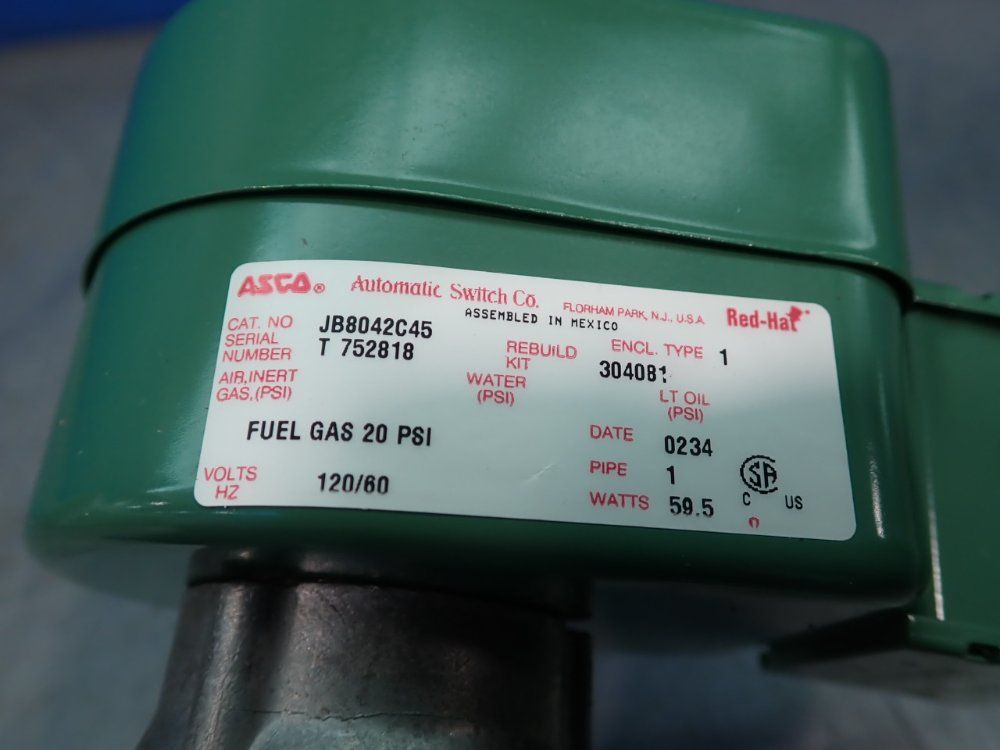 ASCO® Automatic Switch Co. FLORHAM PARK, N.J., U.S.A. Red-Hat
ASSEMBLED IN MEXICO
CAT. NO JB8042C45
SERIAL NUMBER T 752818
REBUILD KIT 304081
ENCL. TYPE 1
AIR,INERT GAS,(PSI)
WATER (PSI)
LT OIL (PSI)
FUEL GAS 20 PSI
DATE 0234
VOLTS HZ 120/60
PIPE 1
WATTS 59.5
CSA
C US